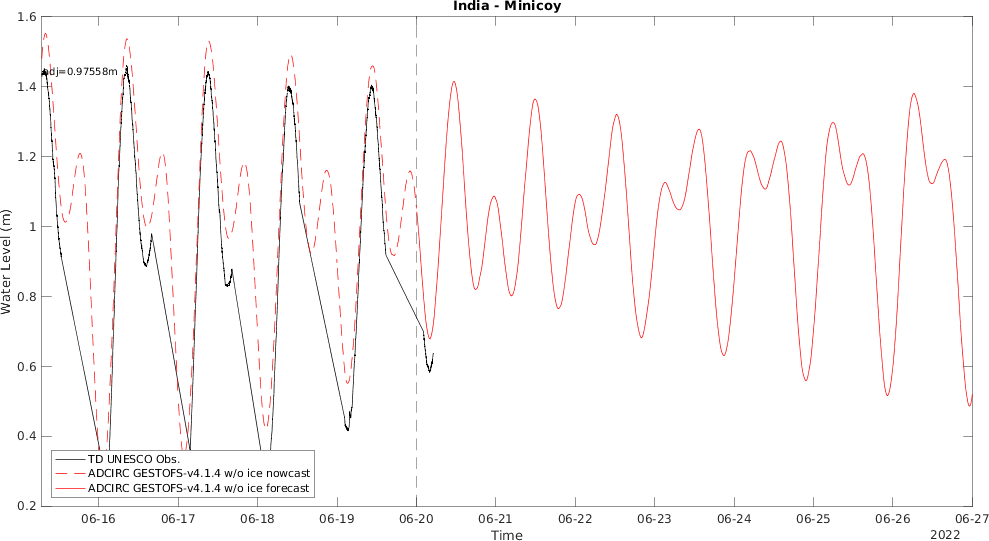 India - Minicoy
1.6
1.4
1.2
1
0.8
0.6
0.4
0.2
Water Level (m)
adj=0.97558m
TD UNESCO Obs.
ADCIRC GESTOFS-v4.1.4 w/o ice nowcast
ADCIRC GESTOFS-v4.1.4 w/o ice forecast
06-16 06-17 06-18 06-19 06-20 06-21 06-22 06-23 06-24 06-25 06-26 06-27
Time
2022